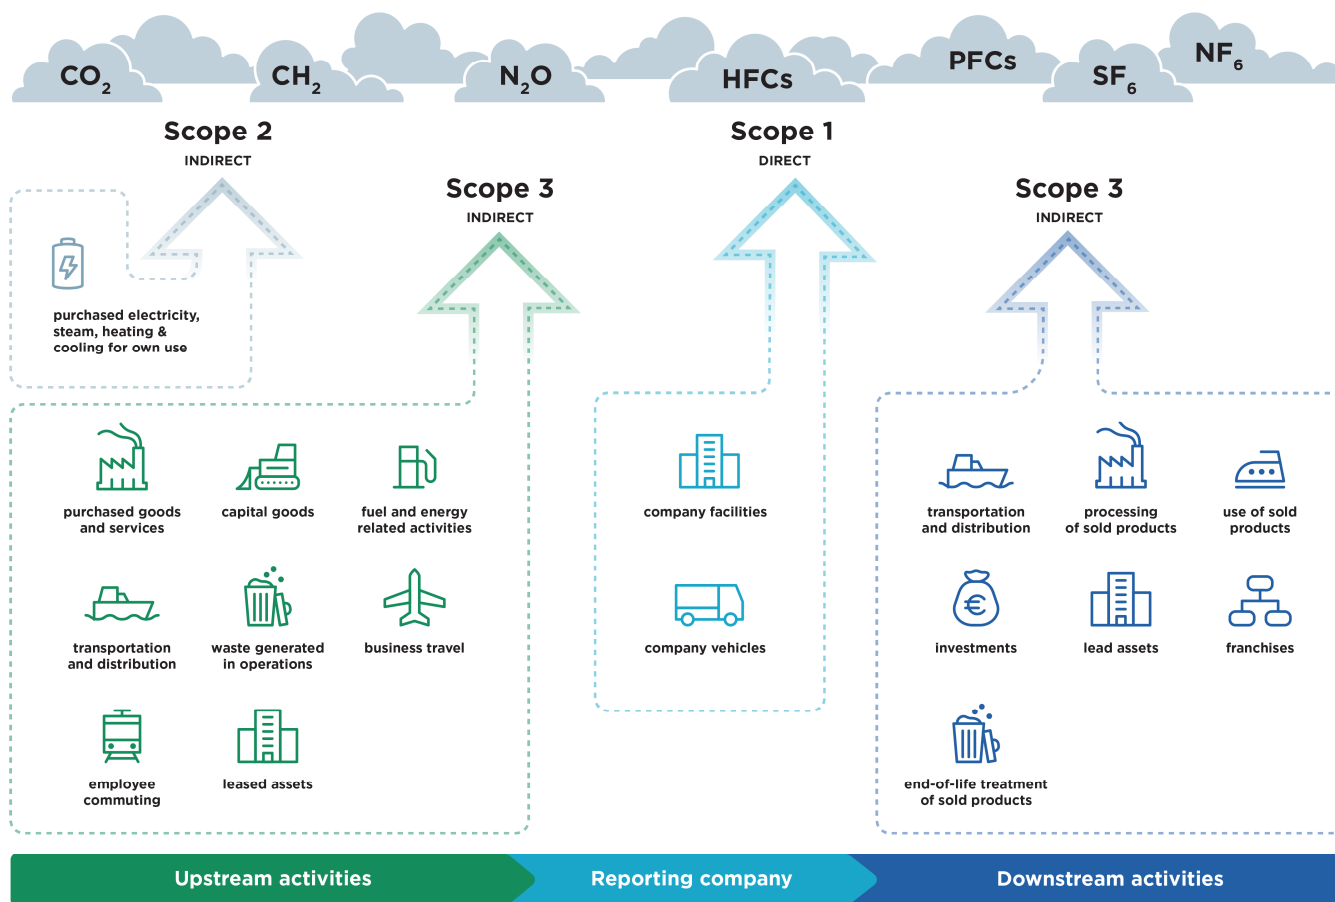 CO2
CH2
N2O
HFCs
PFCs
SF6
NF6
Scope 2
INDIRECT
Scope 3
INDIRECT
Scope 1
DIRECT
Scope 3
INDIRECT
purchased electricity,
steam, heating &
cooling for own use
purchased goods
and services
capital goods
fuel and energy
related activities
transportation
and distribution
waste generated
in operations
business travel
employee
commuting
leased assets
company facilities
company vehicles
transportation
and distribution
processing
of sold products
use of sold
products
€
investments
lead assets
franchises
end-of-life treatment
of sold products
Upstream activities
Reporting company
Downstream activities